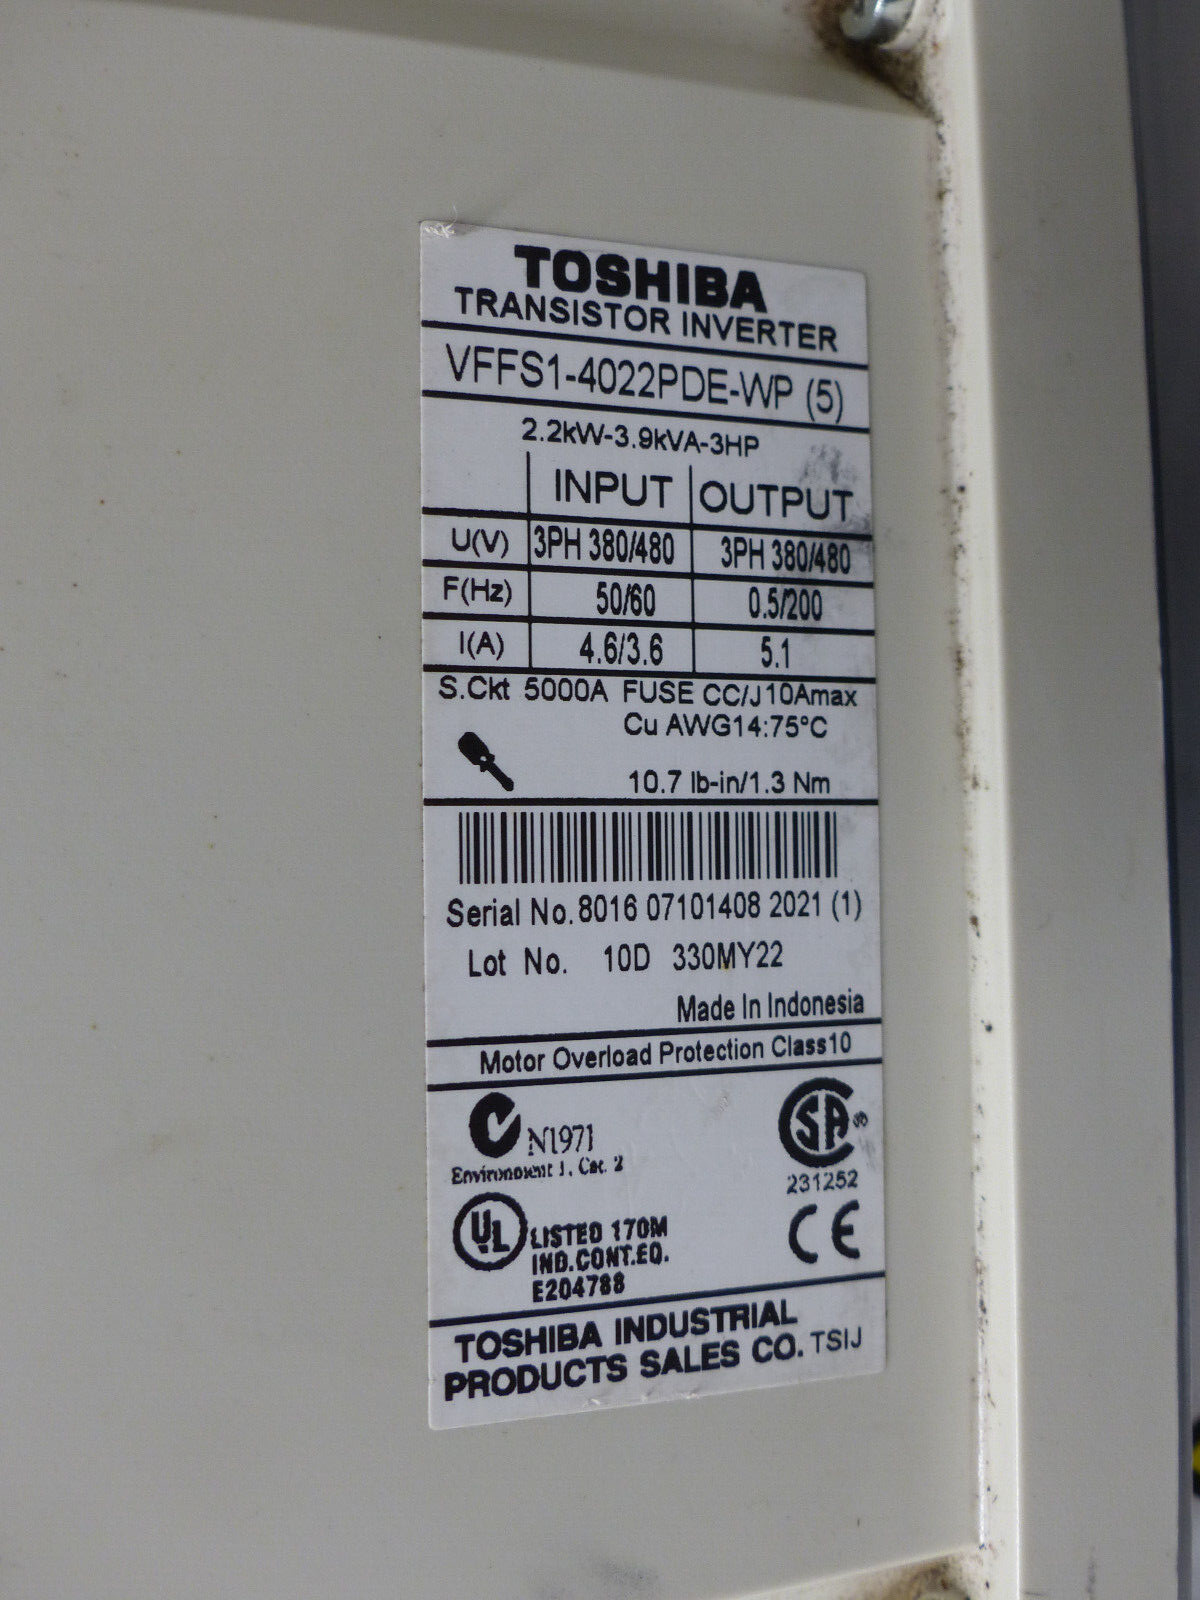 TOSHIBA
TRANSISTOR INVERTER
VFFS1-4022PDE-WP (5)
2.2kW-3.9kVA-3HP
INPUT OUTPUT
U(V) 3PH 380/480 3PH 380/480
F(Hz) 50/60 0.5/200
I(A) 4.6/3.6 5.1
S.Ckt 5000A FUSE CC/J10Amax
Cu AWG14:75°C
10.7 lb-in/1.3 Nm
Serial No. 8016 07101408 2021 (1)
Lot No. 10D 330MY22
Made In Indonesia
Motor Overload Protection Class10
N1971
Environment 1, Cat. 2
SA
231252
UL LISTED 170M
IND.CONT.EQ.
E204788
CE
TOSHIBA INDUSTRIAL
PRODUCTS SALES CO. TSIJ